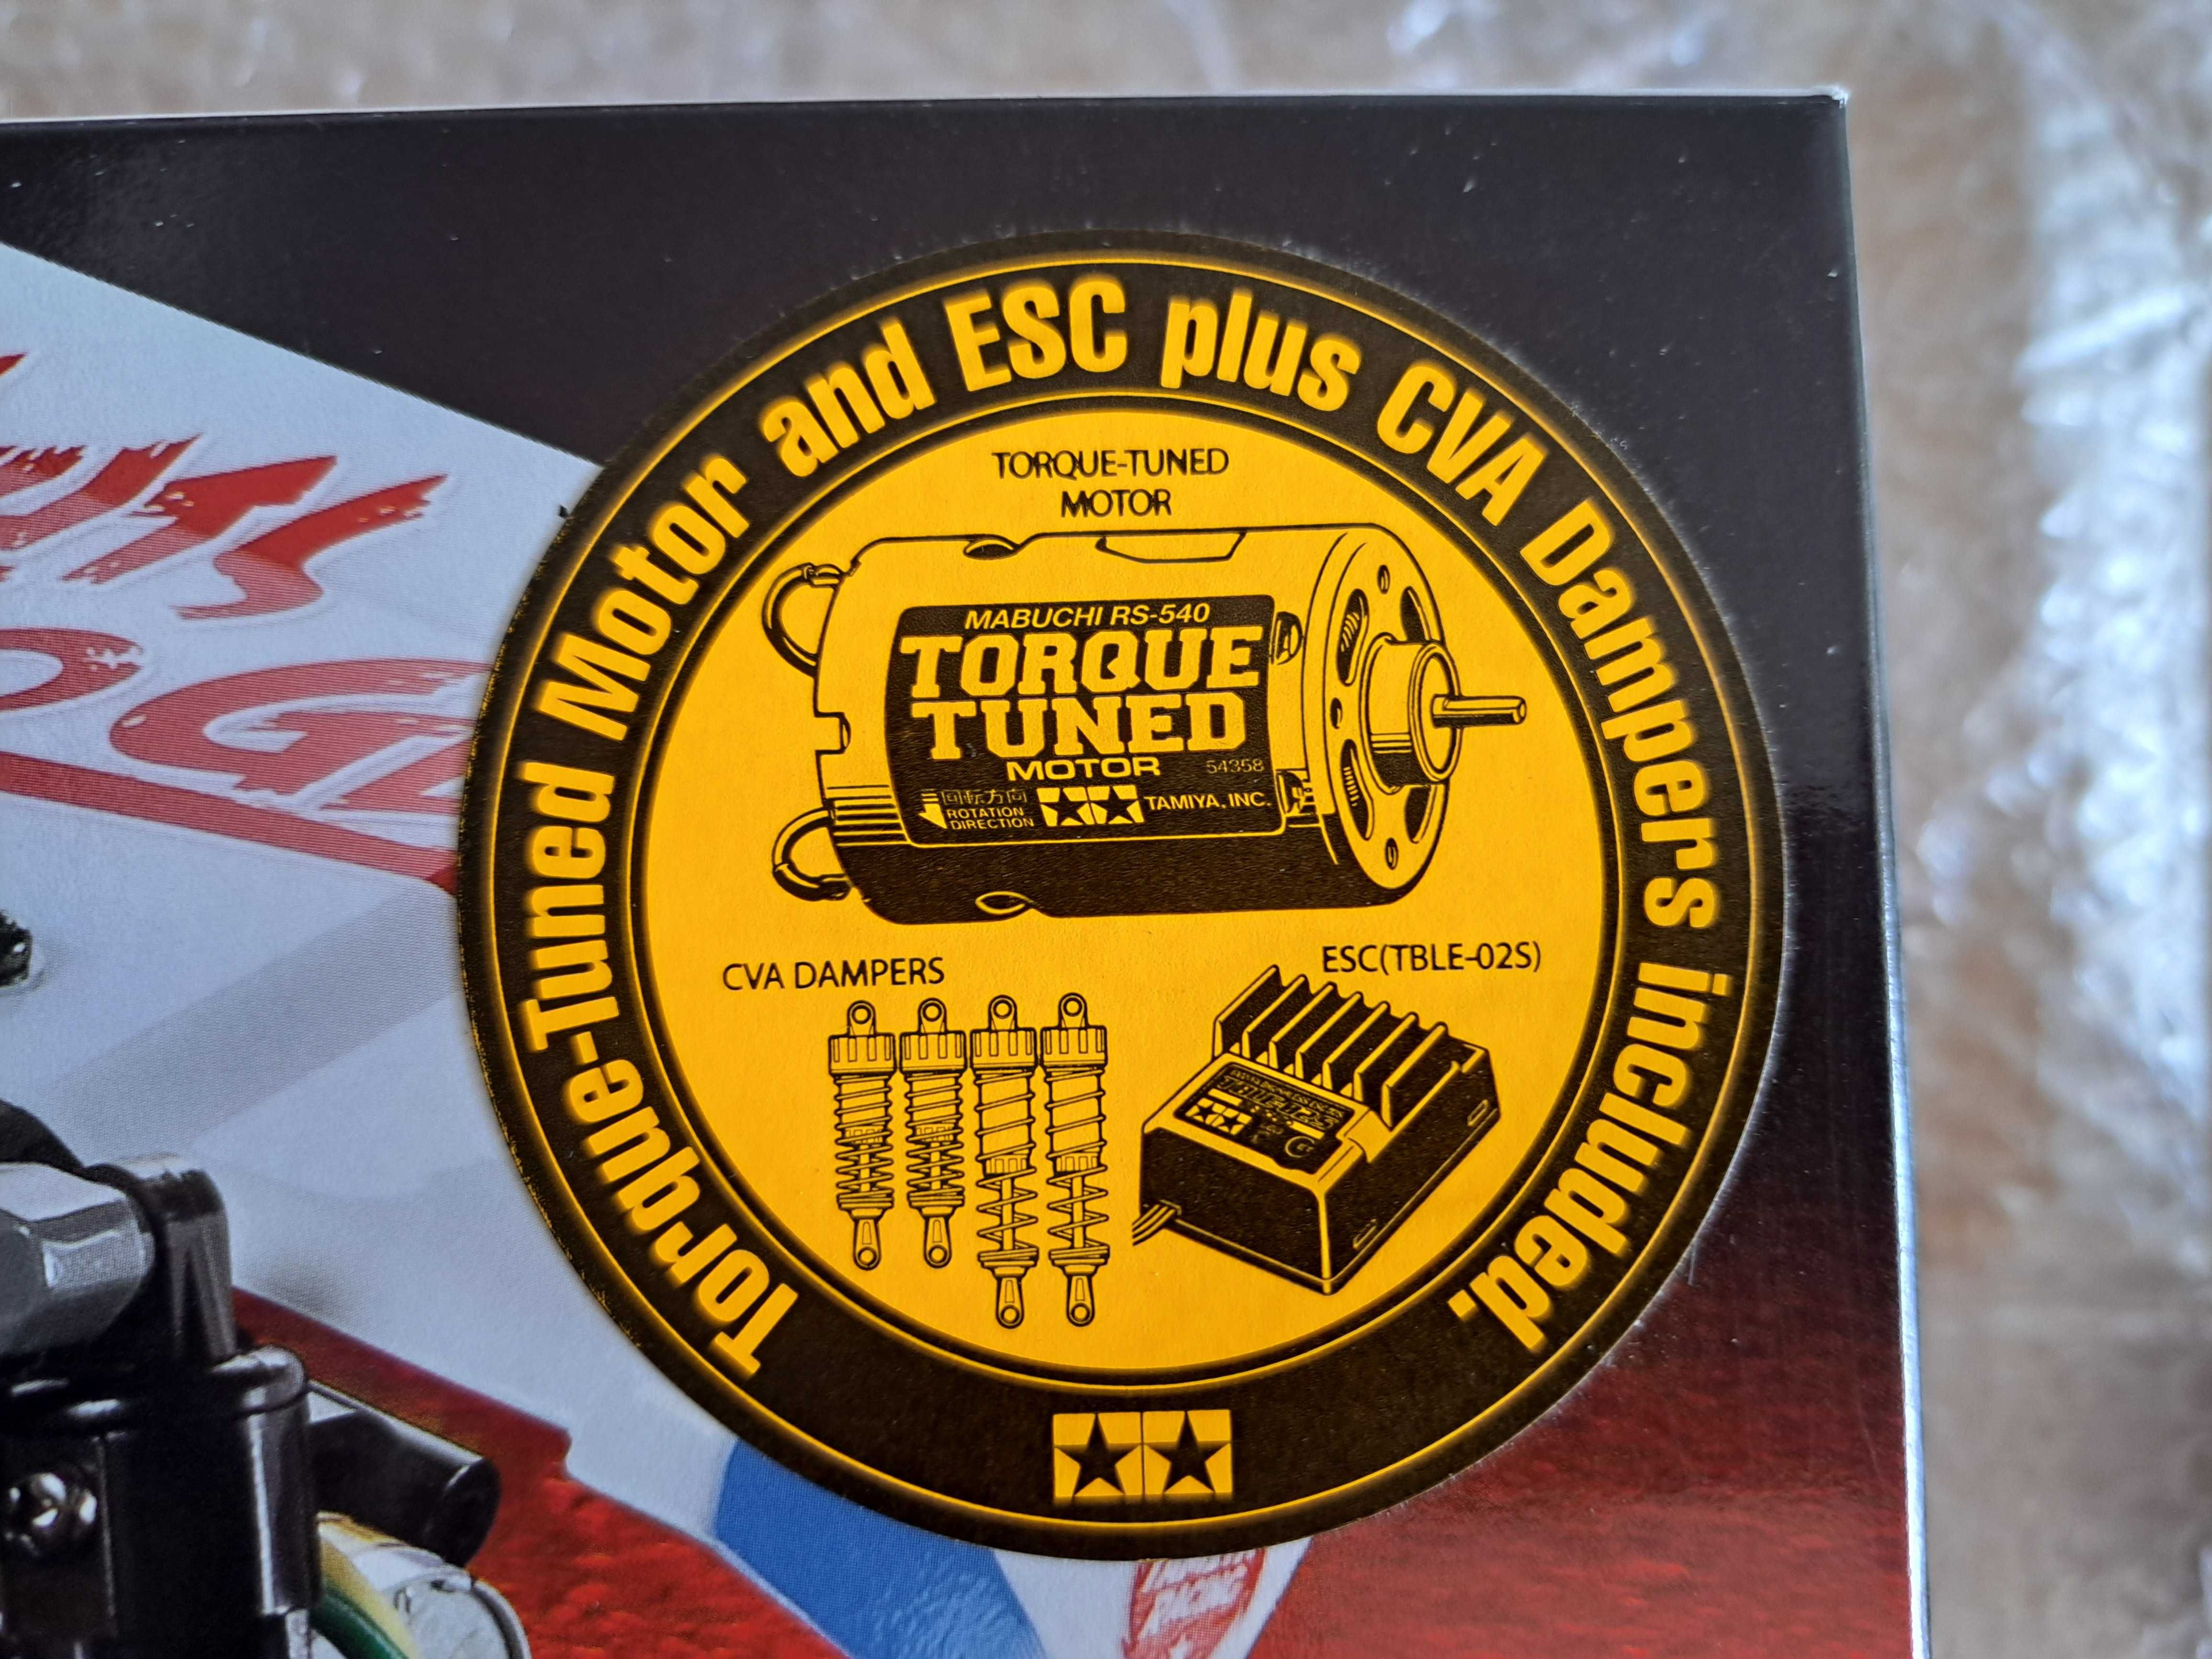 Torque-Tuned Motor and ESC plus CVA Dampers included.
TORQUE-TUNED
MOTOR
MABUCHI RS-540
TORQUE
TUNED
MOTOR 54358
回転方向
ROTATION
DIRECTION
TAMIYA, INC.
CVA DAMPERS
ESC(TBLE-02S)
RACING